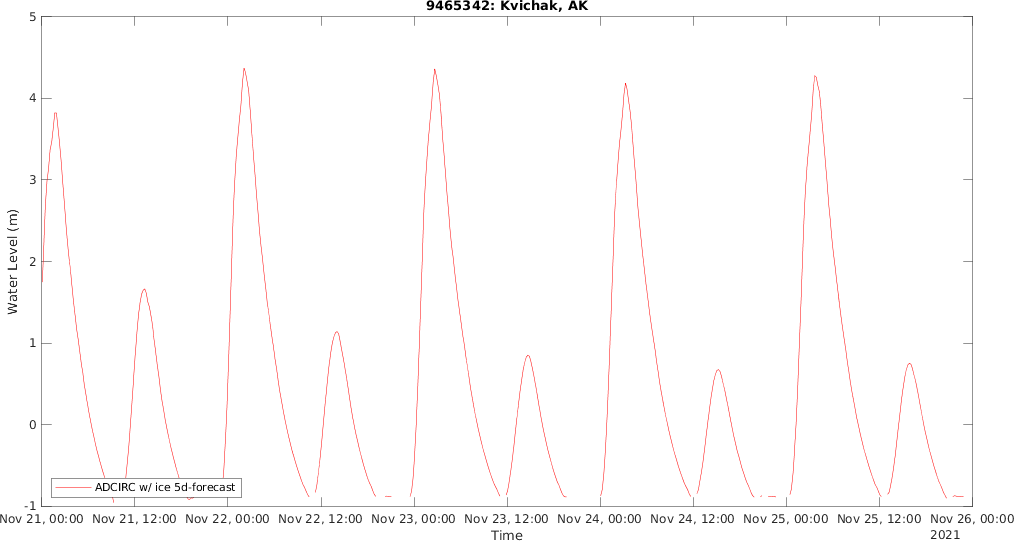 9465342: Kvichak, AK
Water Level (m)
5
4
3
2
1
0
-1
ADCIRC w/ ice 5d-forecast
Nov 21, 00:00 Nov 21, 12:00 Nov 22, 00:00 Nov 22, 12:00 Nov 23, 00:00 Nov 23, 12:00 Nov 24, 00:00 Nov 24, 12:00 Nov 25, 00:00 Nov 25, 12:00 Nov 26, 00:00
Time
2021